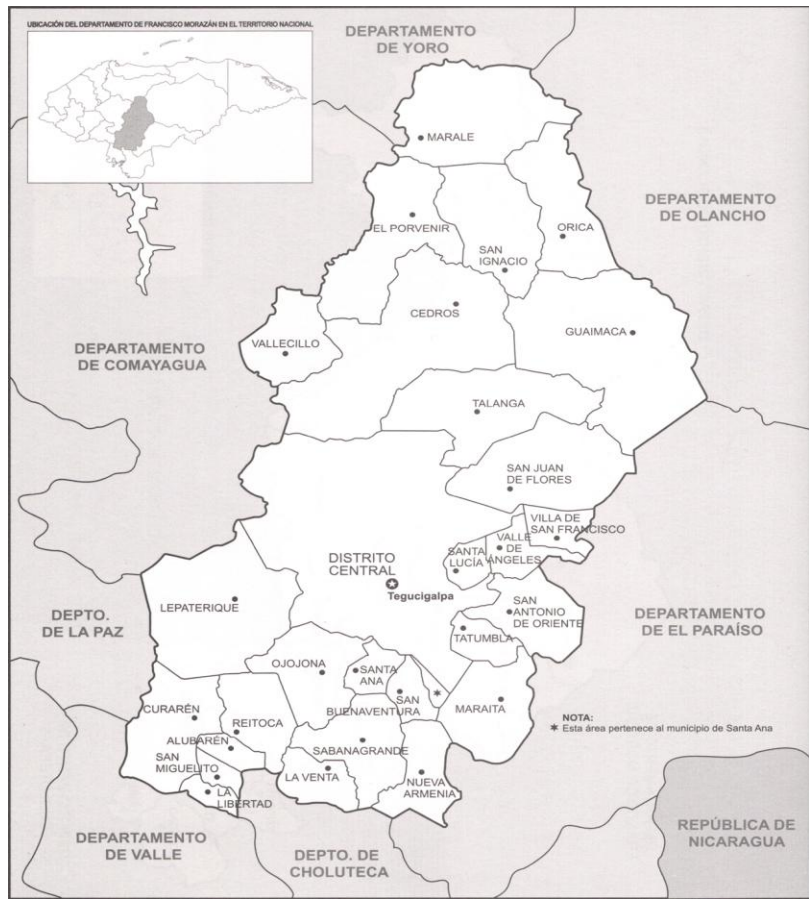 UBICACIÓN DEL DEPARTAMENTO DE FRANCISCO MORAZÁN EN EL TERRITORIO NACIONAL
DEPARTAMENTO
DE YORO
MARALE
DEPARTAMENTO
DE OLANCHO
EL PORVENIR
SAN
IGNACIO
ORICA
CEDROS
GUAIMACA
VALLECILLO
DEPARTAMENTO
DE COMAYAGUA
TALANGA
SAN JUAN
DE FLORES
VILLA DE
SAN FRANCISCO
VALLE
DE
ÁNGELES
SANTA
LUCÍA
DISTRITO
CENTRAL
Tegucigalpa
LEPATERIQUE
SAN
ANTONIO
DE ORIENTE
DEPTO.
DE LA PAZ
DEPARTAMENTO
DE EL PARAÍSO
TATUMBLA
OJOJONA
SANTA
ANA
SAN
BUENAVENTURA
*
MARAITA
CURARÉN
REITOCA
NOTA:
* Esta área pertenece al municipio de Santa Ana
ALUBARÉN
SABANAGRANDE
SAN
MIGUELITO
LA VENTA
NUEVA
ARMENIA
LA
LIBERTAD
DEPARTAMENTO
DE VALLE
DEPTO. DE
CHOLUTECA
REPÚBLICA DE
NICARAGUA